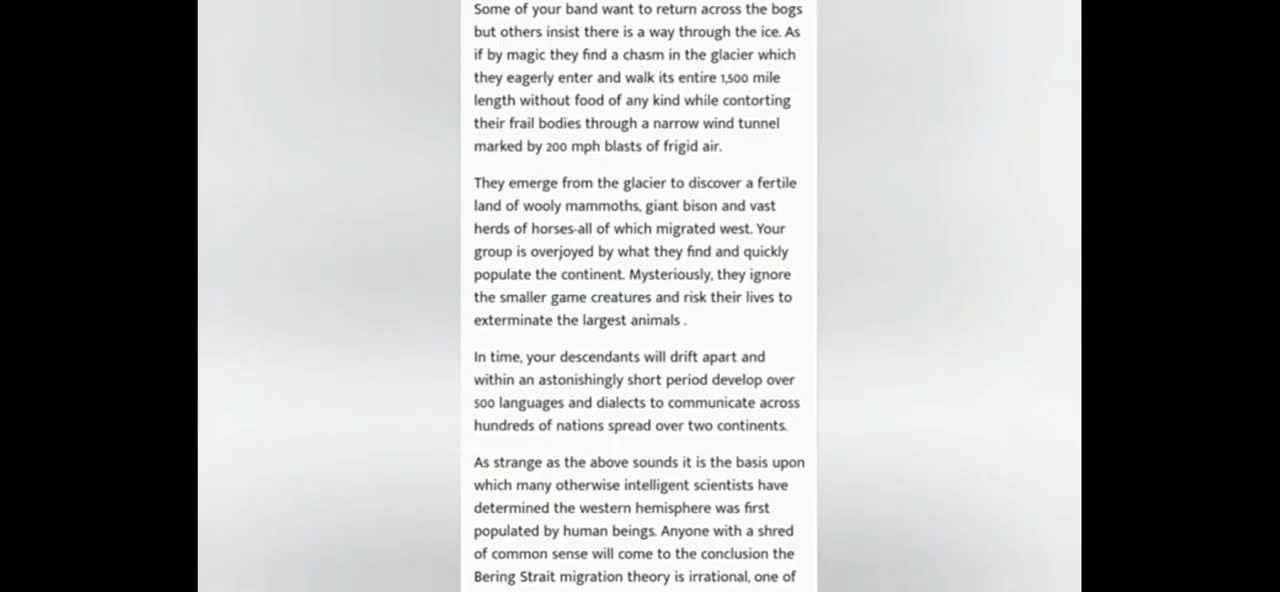 Some of your band want to return across the bogs
but others insist there is a way through the ice. As
if by magic they find a chasm in the glacier which
they eagerly enter and walk its entire 1,500 mile
length without food of any kind while contorting
their frail bodies through a narrow wind tunnel
marked by 200 mph blasts of frigid air.
They emerge from the glacier to discover a fertile
land of wooly mammoths, giant bison and vast
herds of horses-all of which migrated west. Your
group is overjoyed by what they find and quickly
populate the continent. Mysteriously, they ignore
the smaller game creatures and risk their lives to
exterminate the largest animals .
In time, your descendants will drift apart and
within an astonishingly short period develop over
500 languages and dialects to communicate across
hundreds of nations spread over two continents.
As strange as the above sounds it is the basis upon
which many otherwise intelligent scientists have
determined the western hemisphere was first
populated by human beings. Anyone with a shred
of common sense will come to the conclusion the
Bering Strait migration theory is irrational, one of